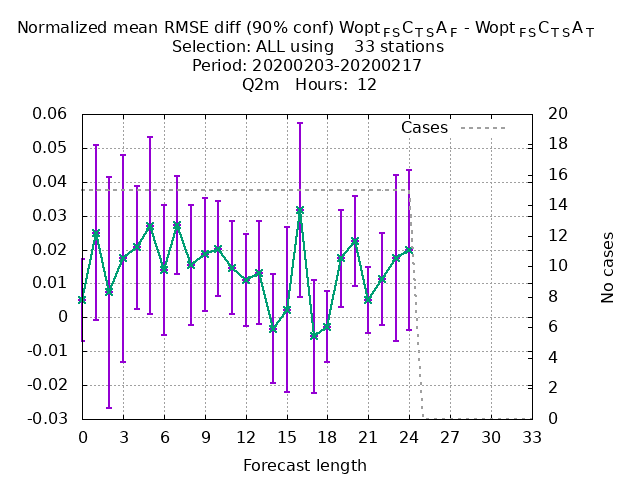 Normalized mean RMSE diff (90% conf) Wopt FS C TS A F - Wopt FS C TS A T
Selection: ALL using 33 stations
Period: 20200203-20200217
Q2m Hours: 12
Cases
0.06
0.05
0.04
0.03
0.02
0.01
0
-0.01
-0.02
-0.03
20
18
16
14
12
10
8
6
4
2
0
No cases
0 3 6 9 12 15 18 21 24 27 30 33
Forecast length